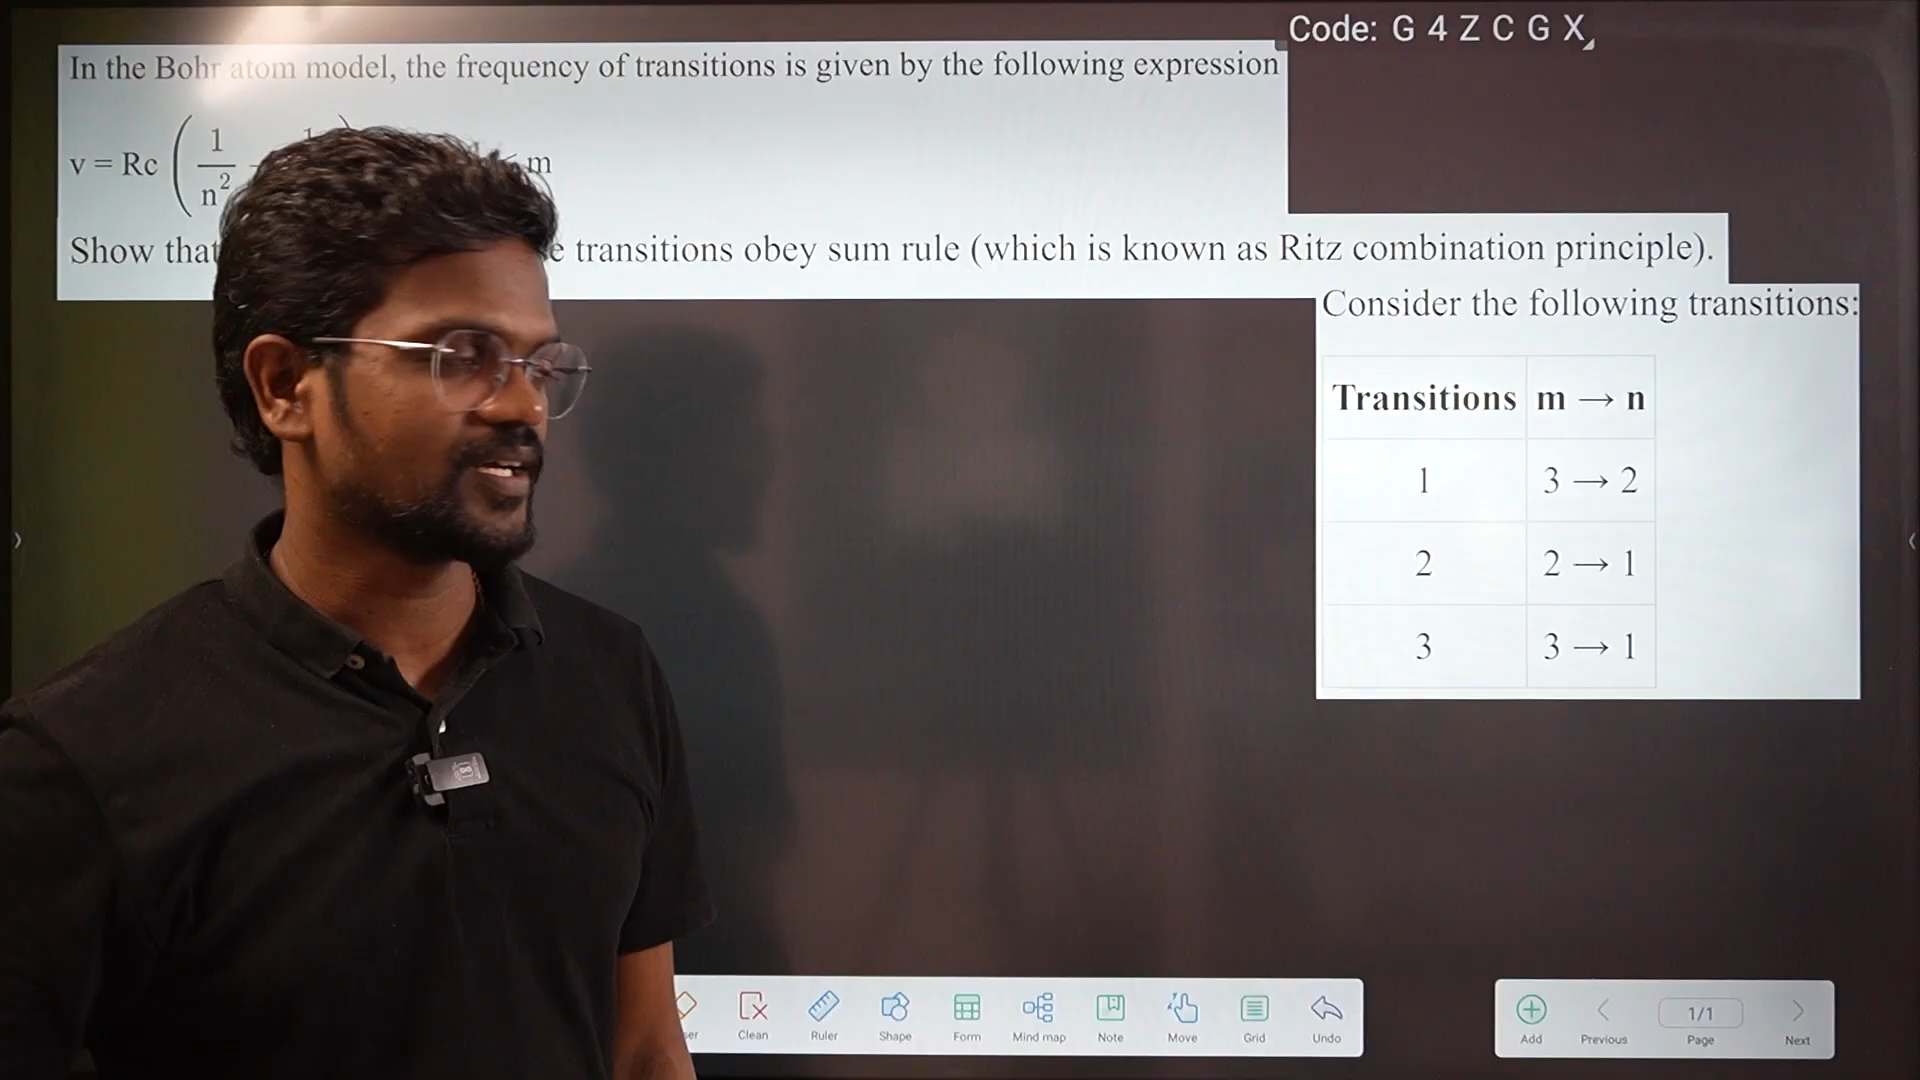 Code: G 4 Z C G X
In the Bohr atom model, the frequency of transitions is given by the following expression
v = Rc ( 1 1 )
n² m
Show that transitions obey sum rule (which is known as Ritz combination principle).
Consider the following transitions:
Transitions m → n
1 3 → 2
2 2 → 1
3 3 → 1
Clean Ruler Shape Form Mind map Note Move Grid Undo
1/1
Add Previous Page Next